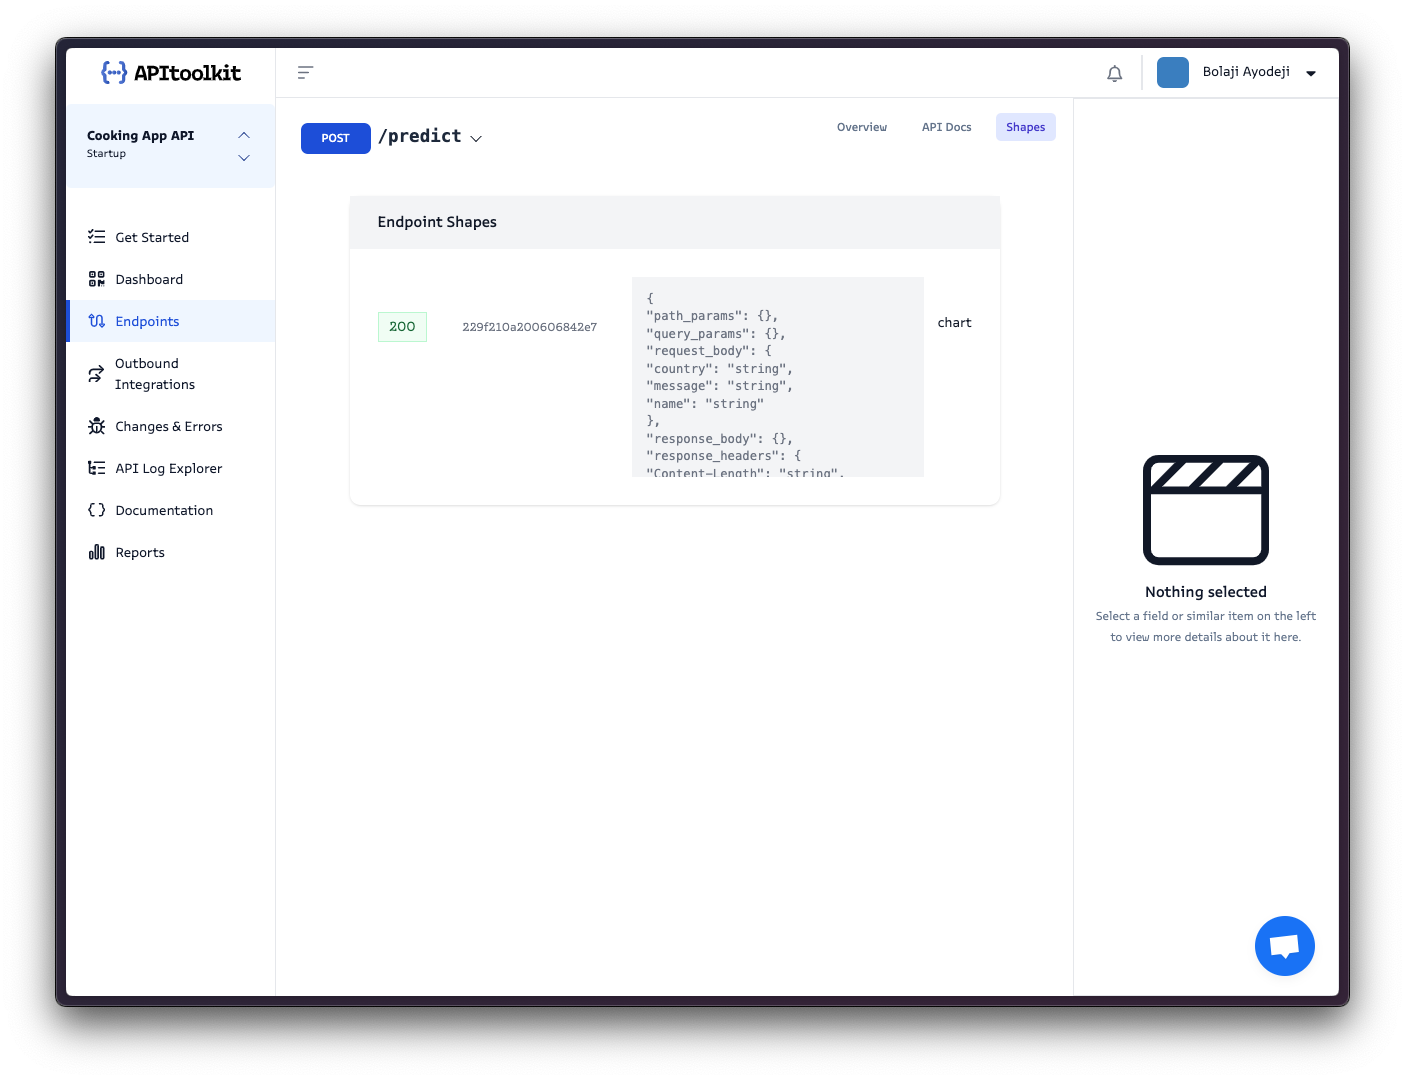 APItoolkit
Bolaji Ayodeji
Cooking App API
Startup
Get Started
Dashboard
Endpoints
Outbound
Integrations
Changes & Errors
API Log Explorer
Documentation
Reports
POST /predict
Overview API Docs Shapes
Endpoint Shapes
200 229f210a200606842e7
{
"path_params": {},
"query_params": {},
"request_body": {
"country": "string",
"message": "string",
"name": "string"
},
"response_body": {},
"response_headers": {
"Content-Length": "string",
chart
Nothing selected
Select a field or similar item on the left
to view more details about it here.